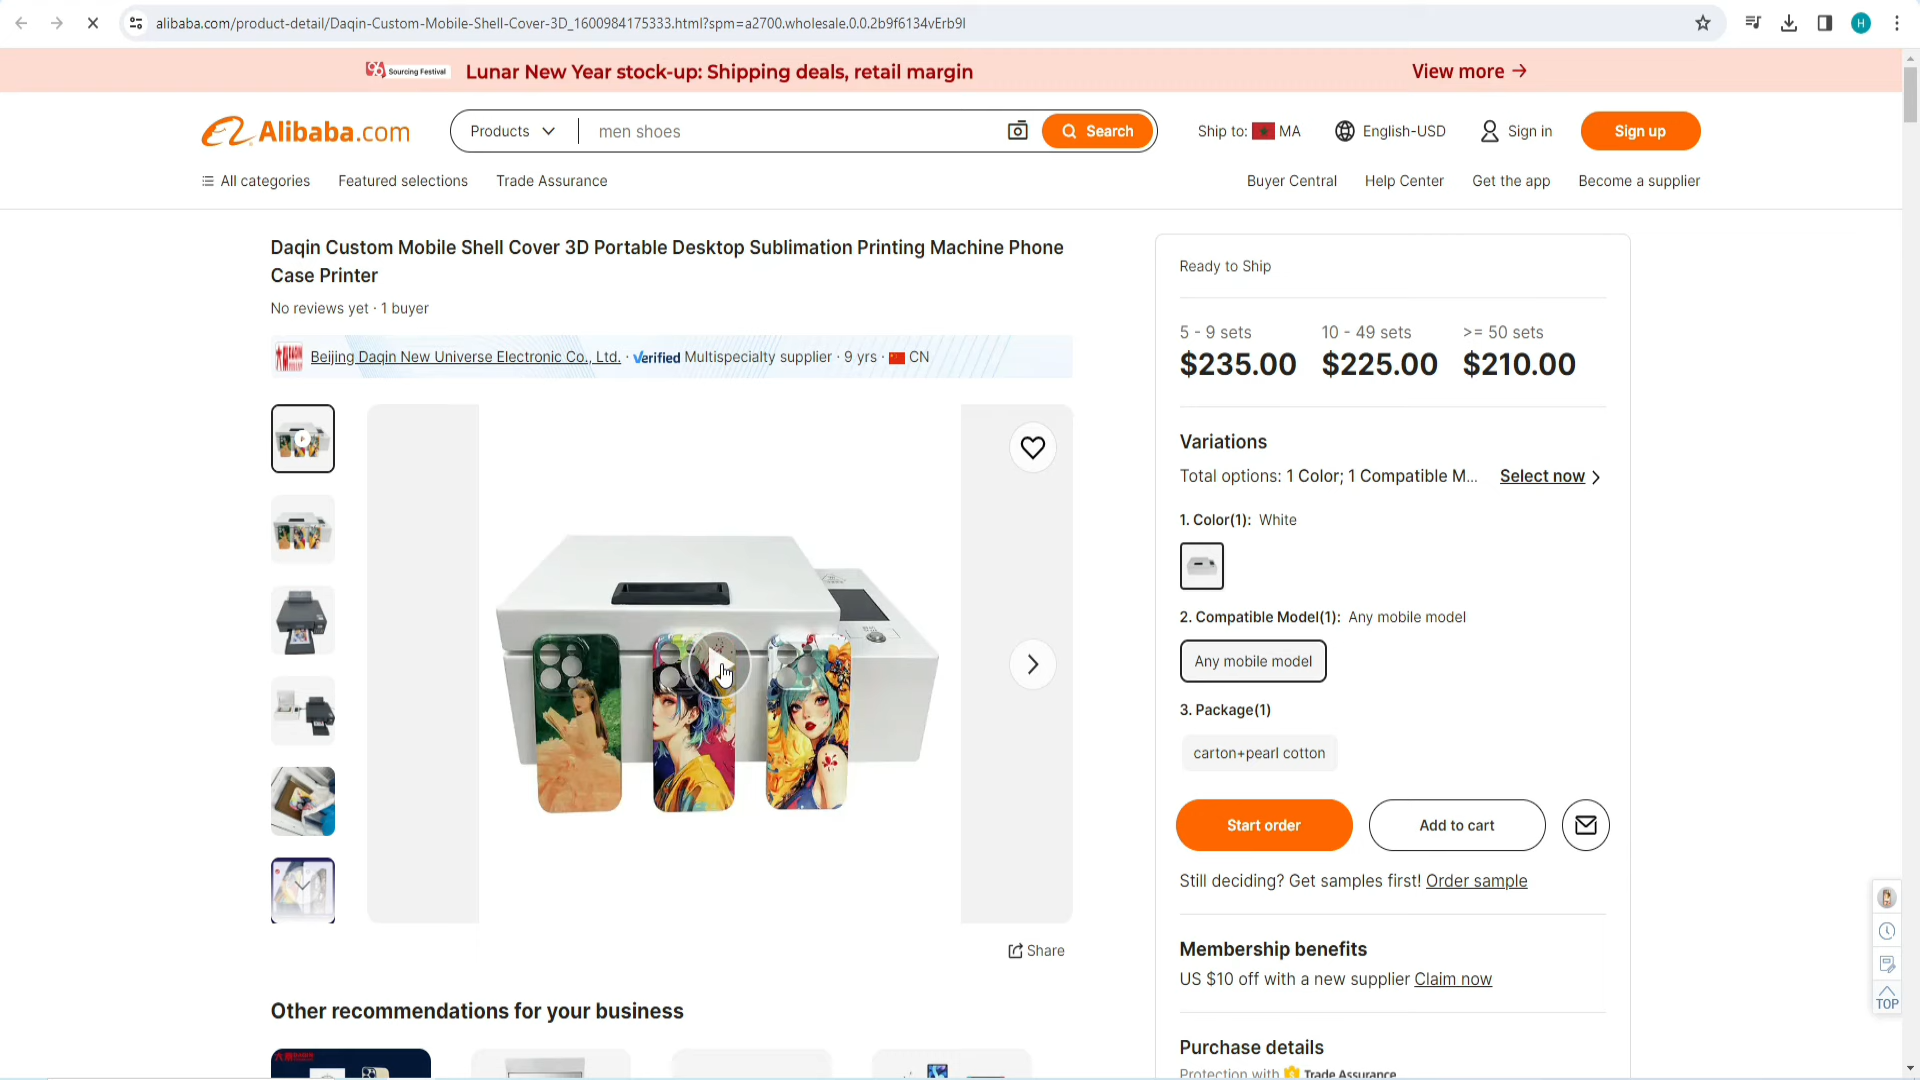 alibaba.com/product-detail/Daqin-Custom-Mobile-Shell-Cover-3D_1600984175333.html?spm=a2700.wholesale.0.0.2b9f6134vErb9I
H
Sourcing Festival
Lunar New Year stock-up: Shipping deals, retail margin
View more →
Alibaba.com
Products
men shoes
Search
Ship to: MA
English-USD
Sign in
Sign up
All categories
Featured selections
Trade Assurance
Buyer Central
Help Center
Get the app
Become a supplier
Daqin Custom Mobile Shell Cover 3D Portable Desktop Sublimation Printing Machine Phone
Case Printer
No reviews yet · 1 buyer
Beijing Daqin New Universe Electronic Co., Ltd. · Verified Multispecialty supplier · 9 yrs · CN
Share
Other recommendations for your business
Ready to Ship
5 - 9 sets
10 - 49 sets
>= 50 sets
$235.00
$225.00
$210.00
Variations
Total options: 1 Color; 1 Compatible M...
Select now
1. Color(1): White
2. Compatible Model(1): Any mobile model
Any mobile model
3. Package(1)
carton+pearl cotton
Start order
Add to cart
Still deciding? Get samples first! Order sample
Membership benefits
US $10 off with a new supplier Claim now
Purchase details
Protection with Trade Assurance
TOP